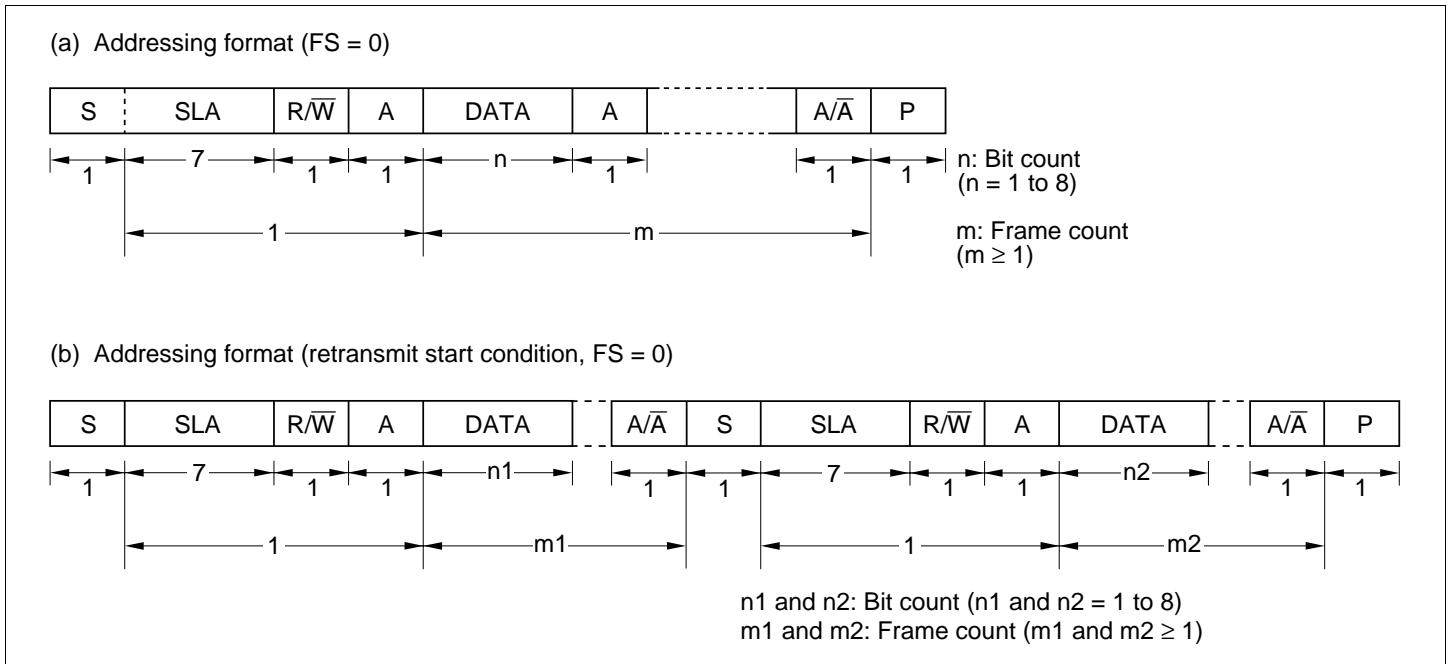 (a) Addressing format (FS = 0)
S SLA R/W̅ A DATA A A/A̅ P
1 7 1 1 n 1 1 1
n: Bit count
(n = 1 to 8)
1 m
m: Frame count
(m ≥ 1)
(b) Addressing format (retransmit start condition, FS = 0)
S SLA R/W̅ A DATA A/A̅ S SLA R/W̅ A DATA A/A̅ P
1 7 1 1 n1 1 1 7 1 1 n2 1 1
1 m1 1 m2
n1 and n2: Bit count (n1 and n2 = 1 to 8)
m1 and m2: Frame count (m1 and m2 ≥ 1)